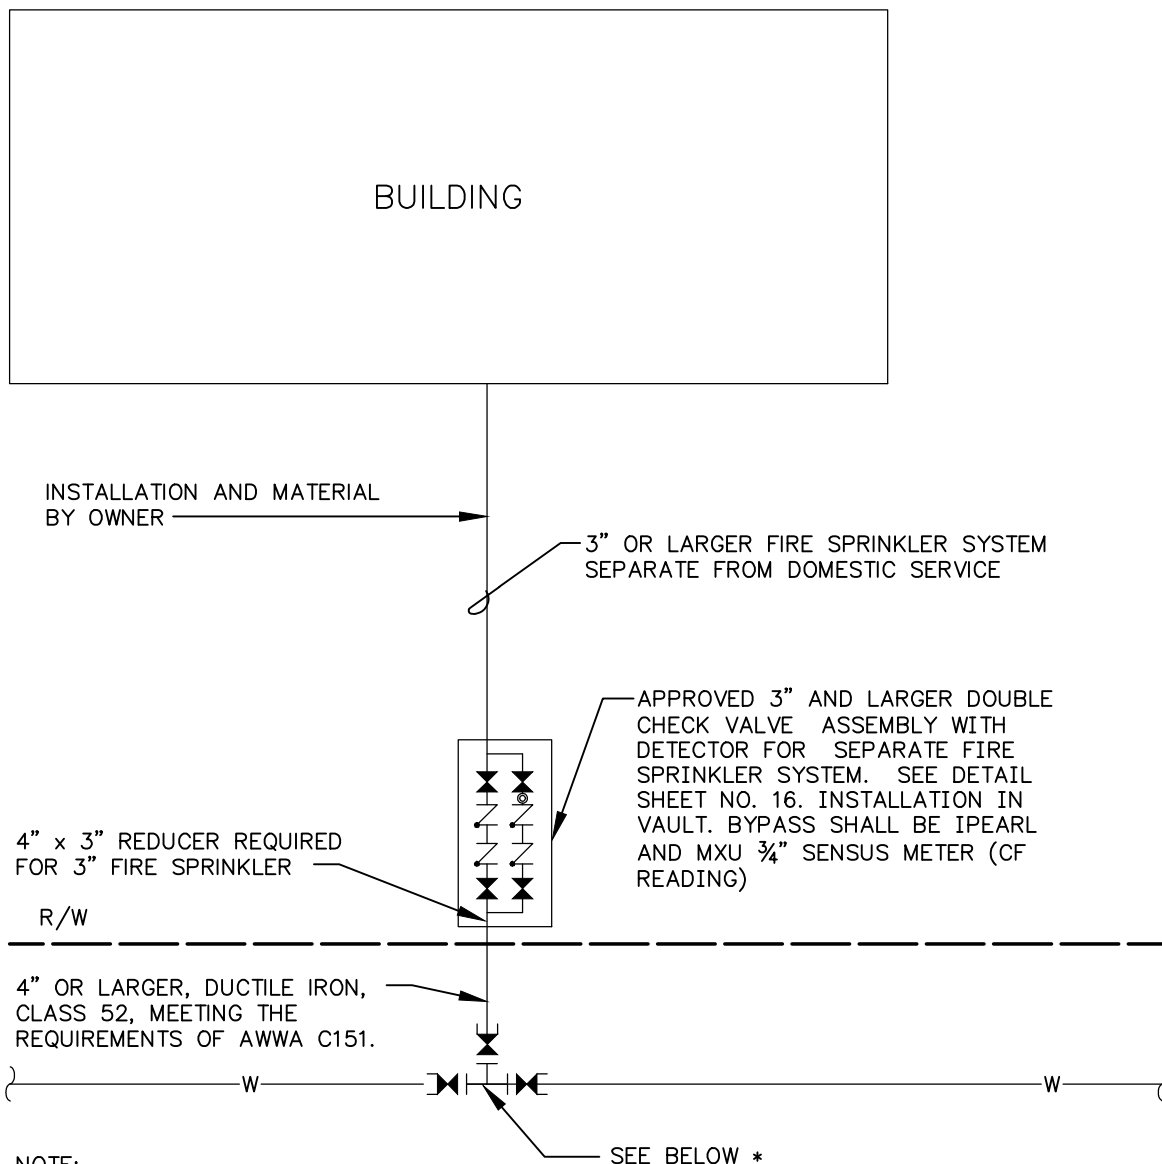 BUILDING
INSTALLATION AND MATERIAL
BY OWNER
3” OR LARGER FIRE SPRINKLER SYSTEM
SEPARATE FROM DOMESTIC SERVICE
APPROVED 3” AND LARGER DOUBLE
CHECK VALVE ASSEMBLY WITH
DETECTOR FOR SEPARATE FIRE
SPRINKLER SYSTEM. SEE DETAIL
SHEET NO. 16. INSTALLATION IN
VAULT. BYPASS SHALL BE IPEARL
AND MXU ¾” SENSUS METER (CF
READING)
4” x 3” REDUCER REQUIRED
FOR 3” FIRE SPRINKLER
R/W
4” OR LARGER, DUCTILE IRON,
CLASS 52, MEETING THE
REQUIREMENTS OF AWWA C151.
W
W
SEE BELOW *
NOTE: